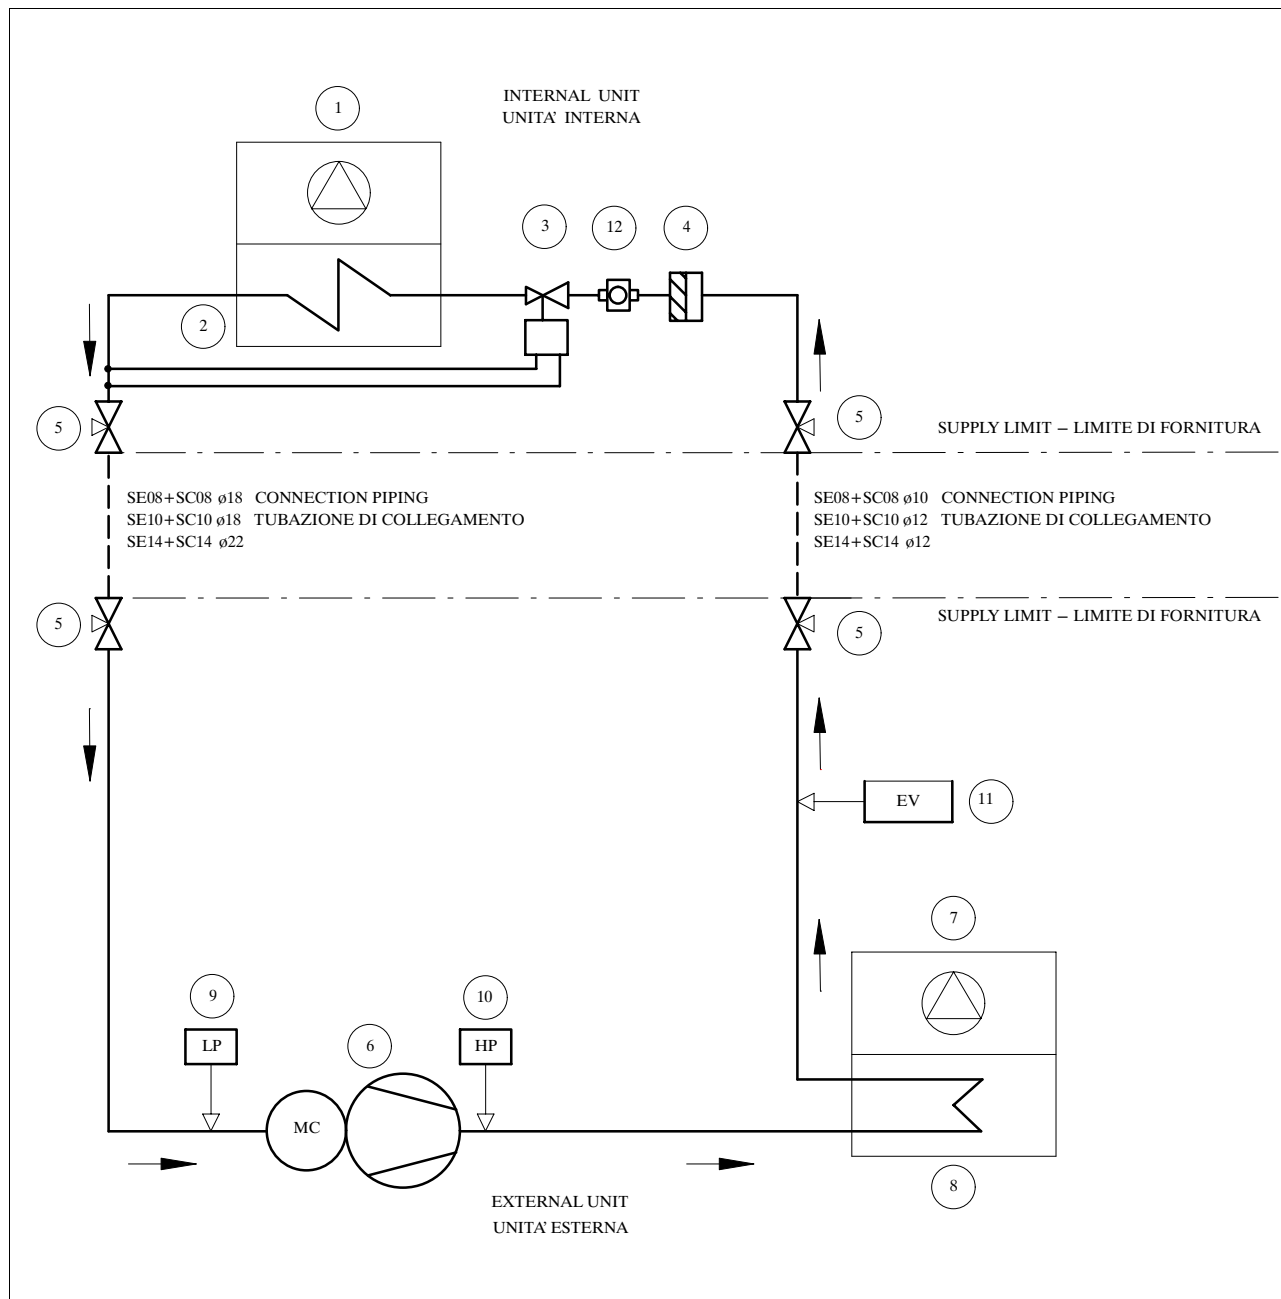 1
INTERNAL UNIT
UNITA' INTERNA
3
12
4
2
5
5
SUPPLY LIMIT – LIMITE DI FORNITURA
SE08+SC08 ø18 CONNECTION PIPING
SE10+SC10 ø18 TUBAZIONE DI COLLEGAMENTO
SE14+SC14 ø22
SE08+SC08 ø10 CONNECTION PIPING
SE10+SC10 ø12 TUBAZIONE DI COLLEGAMENTO
SE14+SC14 ø12
5
5
SUPPLY LIMIT – LIMITE DI FORNITURA
EV
11
7
9
10
LP
6
HP
MC
8
EXTERNAL UNIT
UNITA' ESTERNA